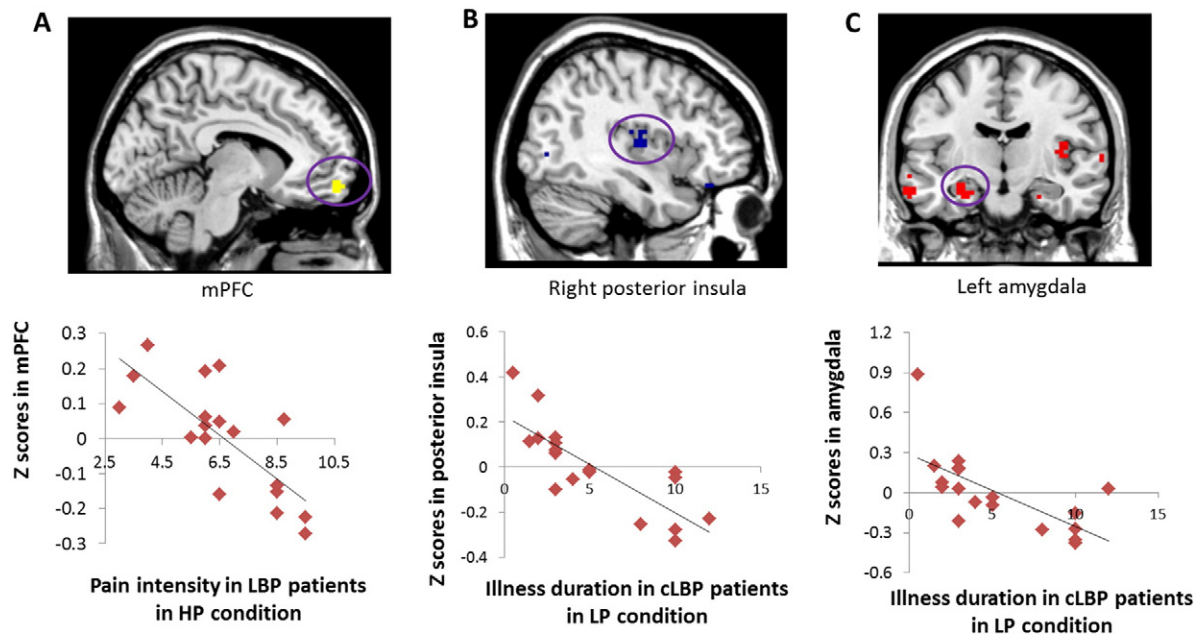 A
B
C
mPFC
Right posterior insula
Left amygdala
Z scores in mPFC
0.3
0.2
0.1
0
-0.1
-0.2
-0.3
2.5 4.5 6.5 8.5 10.5
Pain intensity in LBP patients
in HP condition
Z scores in posterior insula
0.6
0.4
0.2
0
-0.2
-0.4
0 5 10 15
Illness duration in cLBP patients
in LP condition
Z scores in amygdala
1.2
0.9
0.6
0.3
0
-0.3
-0.6
0 5 10 15
Illness duration in cLBP patients
in LP condition